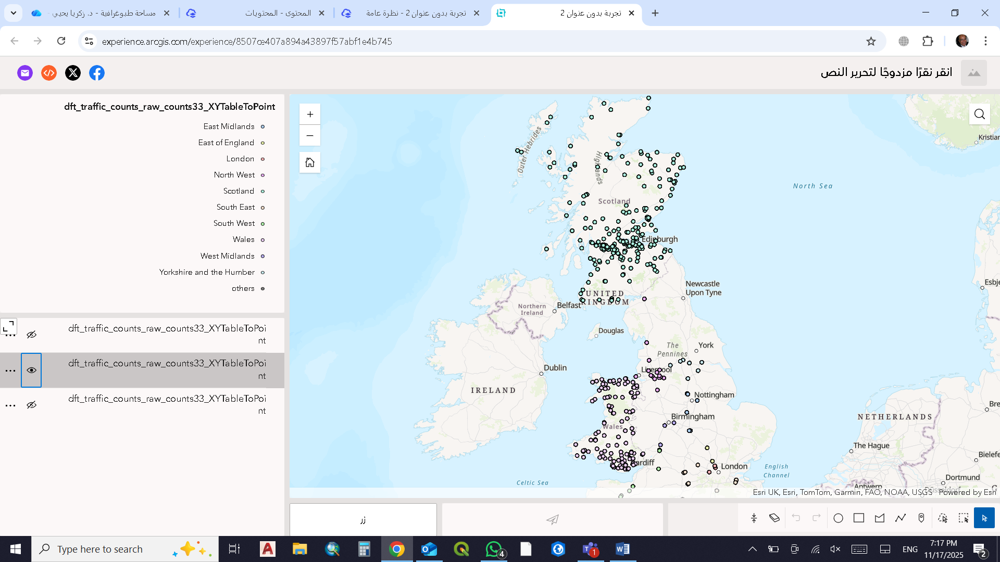 مساحة طبوغرافية - د. زكريا يحيي -
المحتوى - المحتويات
تجربة بدون عنوان 2 - نظرة عامة
تجربة بدون عنوان 2
experience.arcgis.com/experience/8507ce407a894a43897f57abf1e4b745
انقر نقرًا مزدوجًا لتحرير النص
dft_traffic_counts_raw_counts33_XYTableToPoint
East Midlands
East of England
London
North West
Scotland
South East
South West
Wales
West Midlands
Yorkshire and the Humber
others
dft_traffic_counts_raw_counts33_XYTableToPoi
nt
dft_traffic_counts_raw_counts33_XYTableToPoi
nt
dft_traffic_counts_raw_counts33_XYTableToPoi
nt
Outer Hebrides
Highlands
Scotland
Kristian
North Sea
Edinburgh
Newcastle
Upon Tyne
Esbje
UNITED
KINGDOM
Northern
Ireland
Belfast
Douglas
The
Pennines
York
Dublin
Liverpool
IRELAND
Nottingham
Birmingham
Wales
NETHERLANDS
Bre
The Hague
Bielefe
Cardiff
London
English
Channel
Dortmund
Celtic Sea
Antwerp
Düsseldorf
Esri UK, Esri, TomTom, Garmin, FAO, NOAA, USGS
Powered by Esri
زر
Type here to search
4
1
ENG
7:17 PM
11/17/2025
2